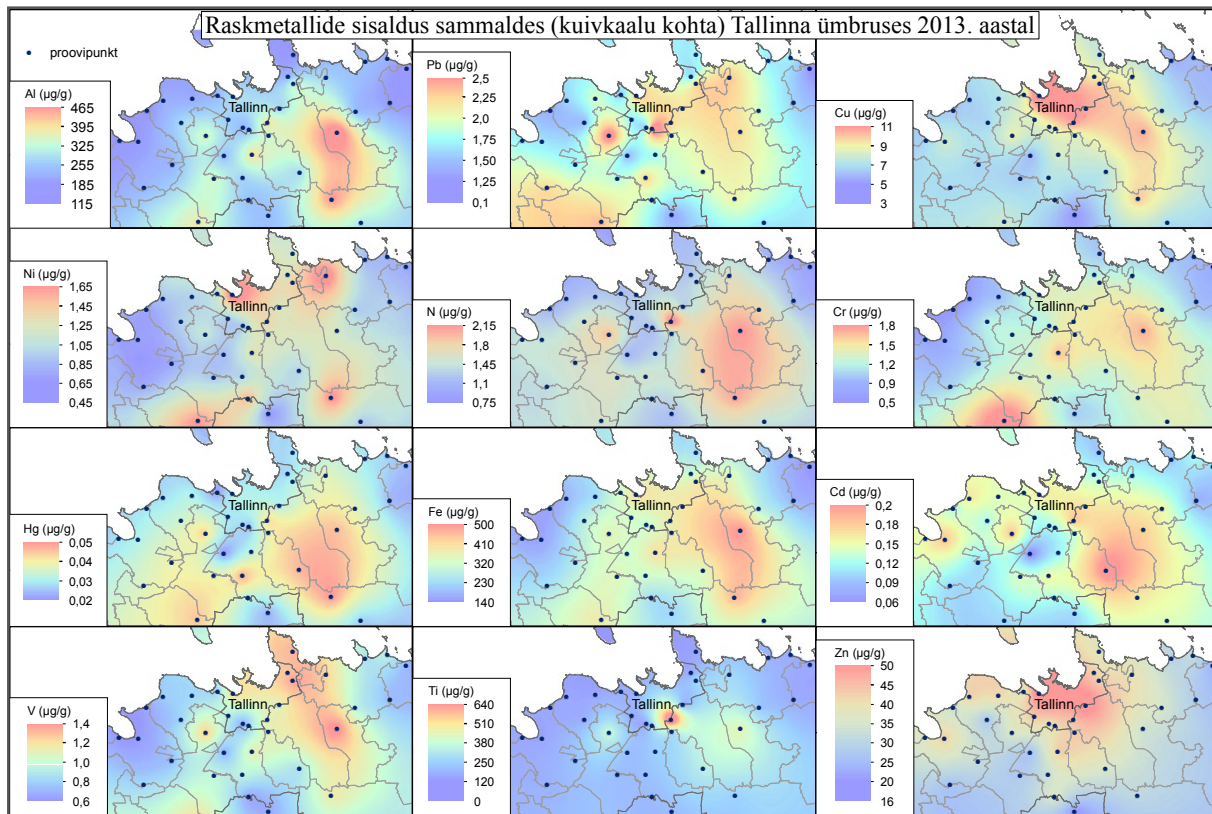 Raskmetallide sisaldus sammaldes (kuivkaalu kohta) Tallinna ümbruses 2013. aastal
proovipunkt
Al (µg/g)
465
395
325
255
185
115
Tallinn
Pb (µg/g)
2,5
2,25
2,0
1,75
1,50
1,25
0,1
Tallinn
Cu (µg/g)
11
9
7
5
3
Tallinn
Ni (µg/g)
1,65
1,45
1,25
1,05
0,85
0,65
0,45
Tallinn
N (µg/g)
2,15
1,8
1,45
1,1
0,75
Tallinn
Cr (µg/g)
1,8
1,5
1,2
0,9
0,5
Tallinn
Hg (µg/g)
0,05
0,04
0,03
0,02
Tallinn
Fe (µg/g)
500
410
320
230
140
Tallinn
Cd (µg/g)
0,2
0,18
0,15
0,12
0,09
0,06
Tallinn
V (µg/g)
1,4
1,2
1,0
0,8
0,6
Tallinn
Ti (µg/g)
640
510
380
250
120
0
Tallinn
Zn (µg/g)
50
45
40
35
30
25
20
16
Tallinn